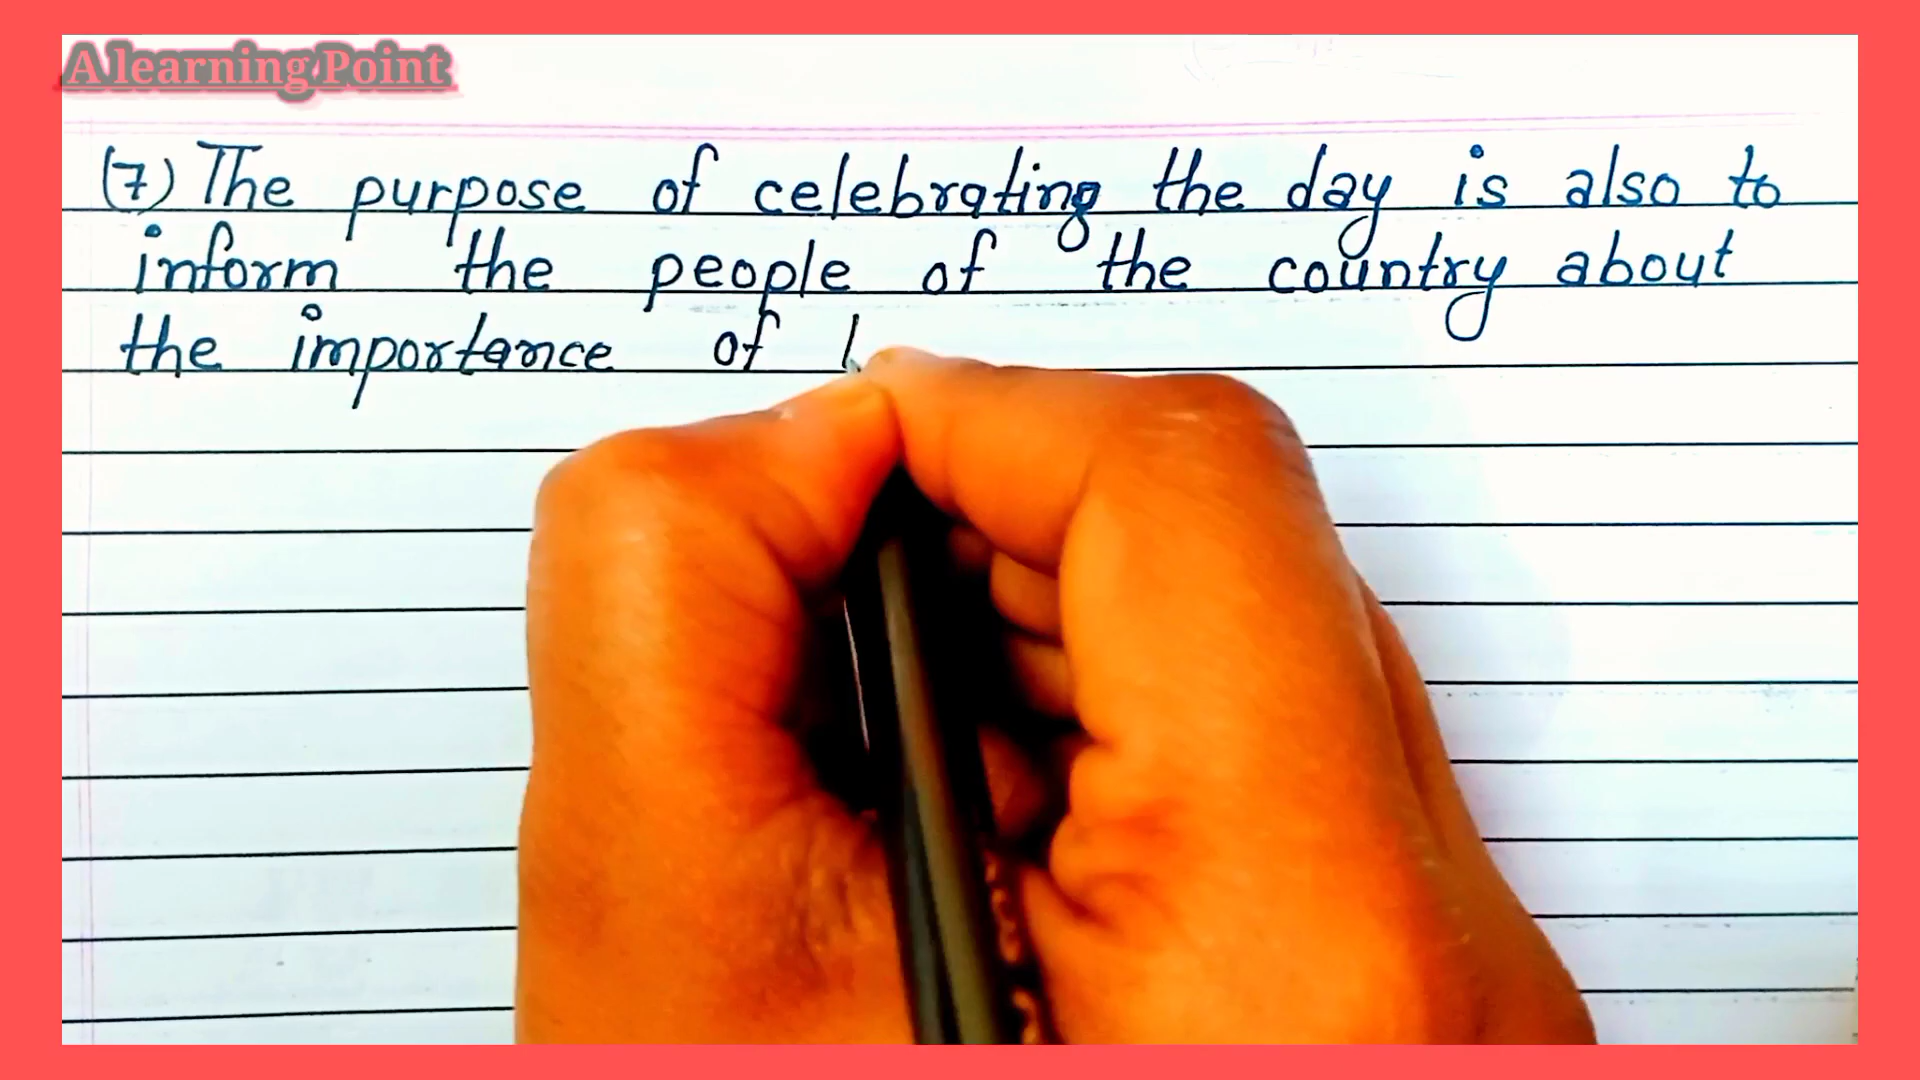 A learning Point
(7) The purpose of celebrating the day is also to
inform the people of the country about
the importance of